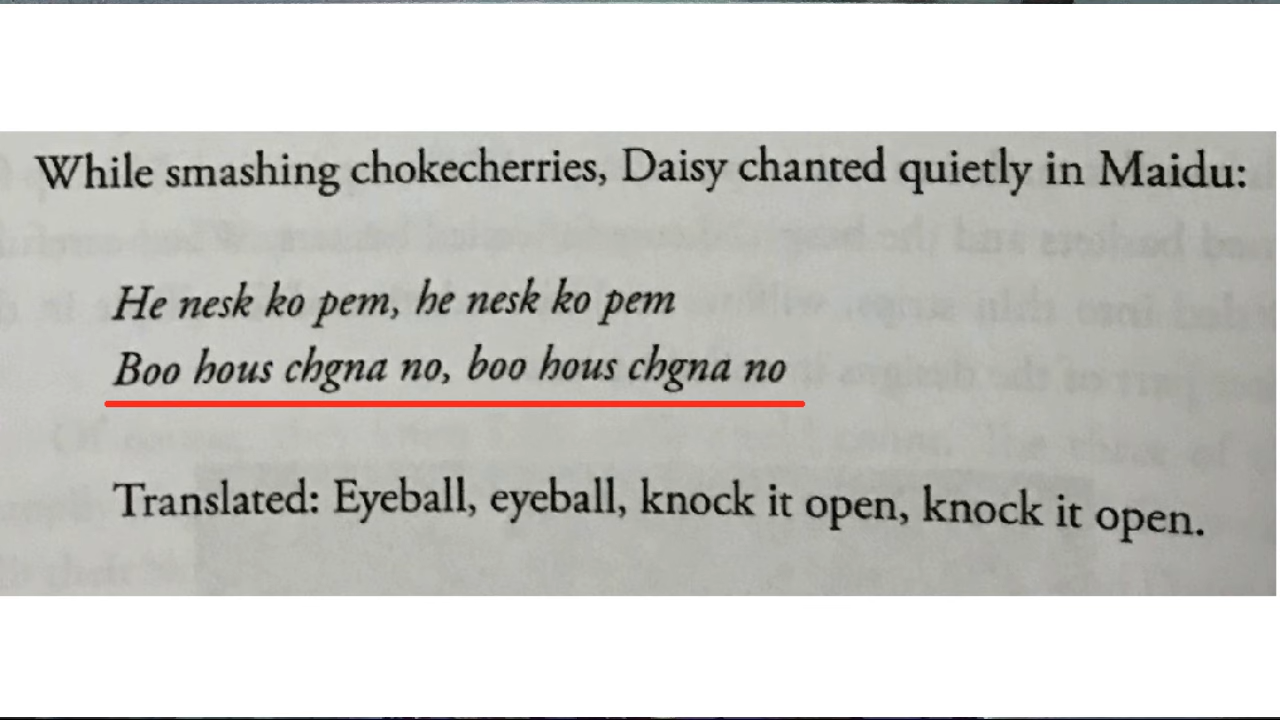 While smashing chokecherries, Daisy chanted quietly in Maidu:
He nesk ko pem, he nesk ko pem
Boo hous chgna no, boo hous chgna no
Translated: Eyeball, eyeball, knock it open, knock it open.